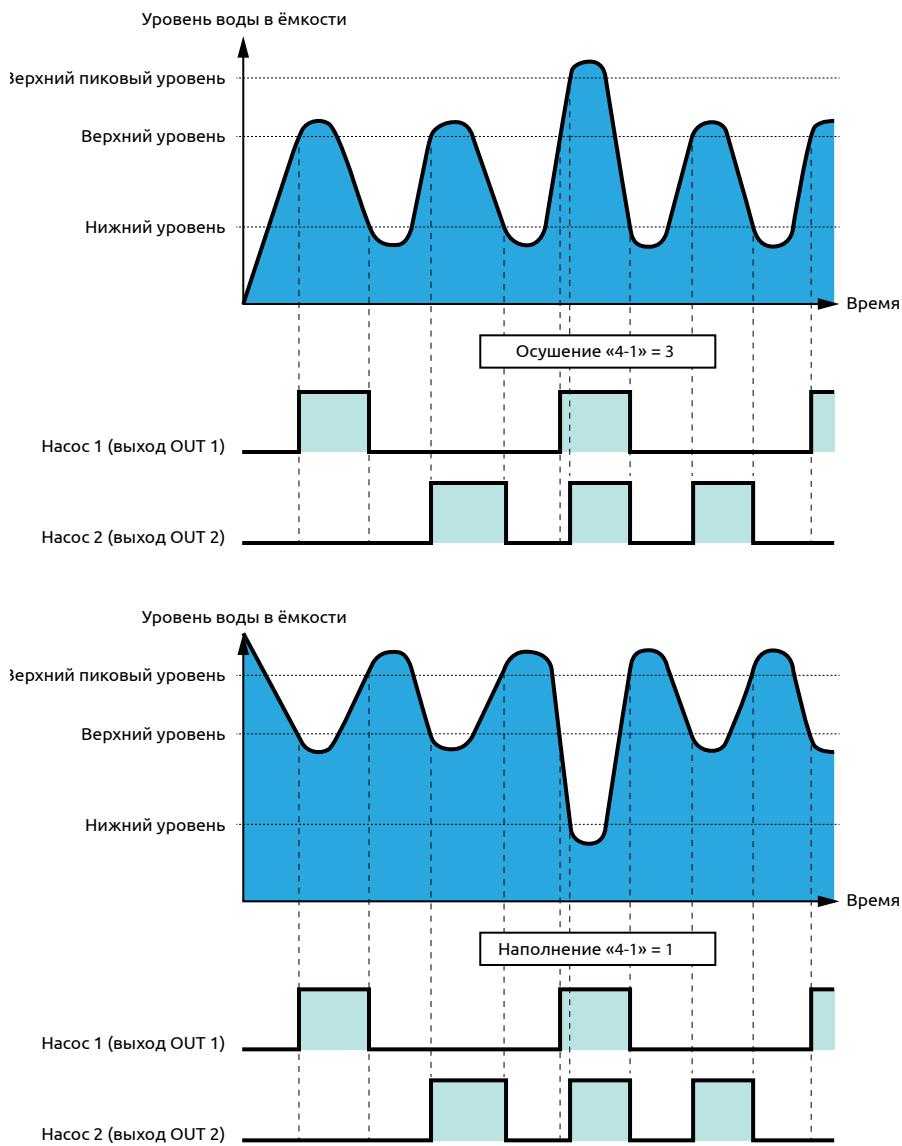 Уровень воды в ёмкости
Верхний пиковый уровень
Верхний уровень
Нижний уровень
Время
Осушение «4-1» = 3
Насос 1 (выход OUT 1)
Насос 2 (выход OUT 2)
Уровень воды в ёмкости
Верхний пиковый уровень
Верхний уровень
Нижний уровень
Время
Наполнение «4-1» = 1
Насос 1 (выход OUT 1)
Насос 2 (выход OUT 2)